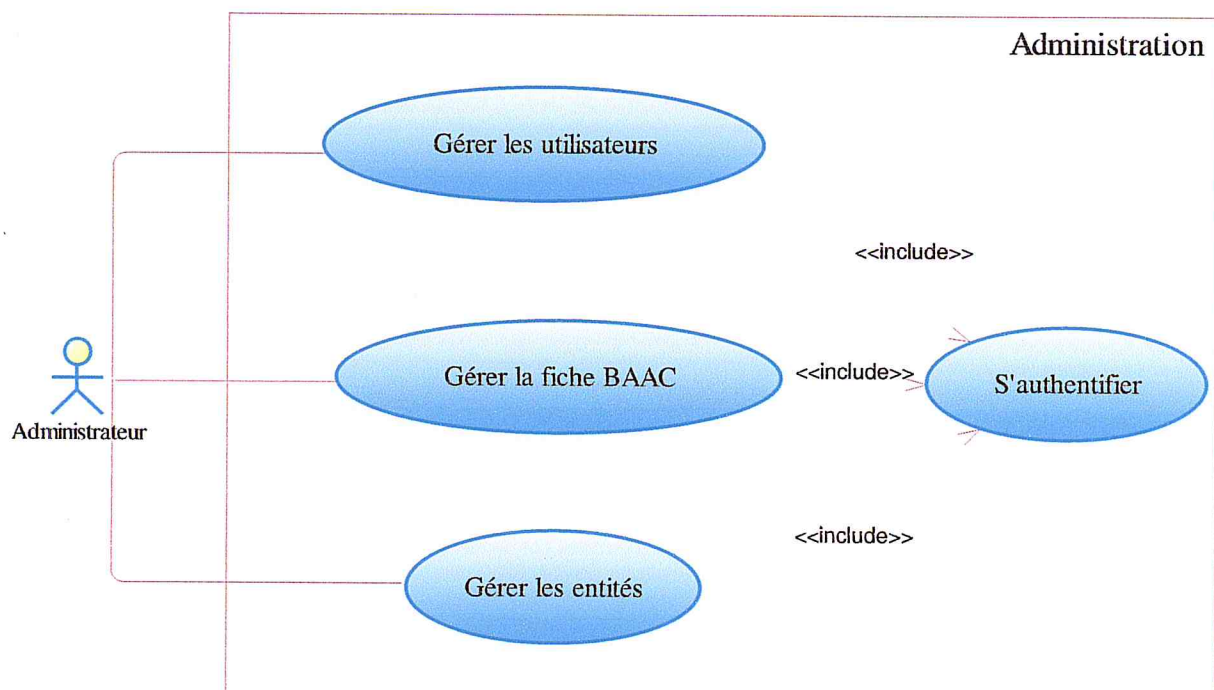 Administration
Gérer les utilisateurs
<<include>>
Gérer la fiche BAAC
<<include>>
S'authentifier
Administrateur
<<include>>
Gérer les entités